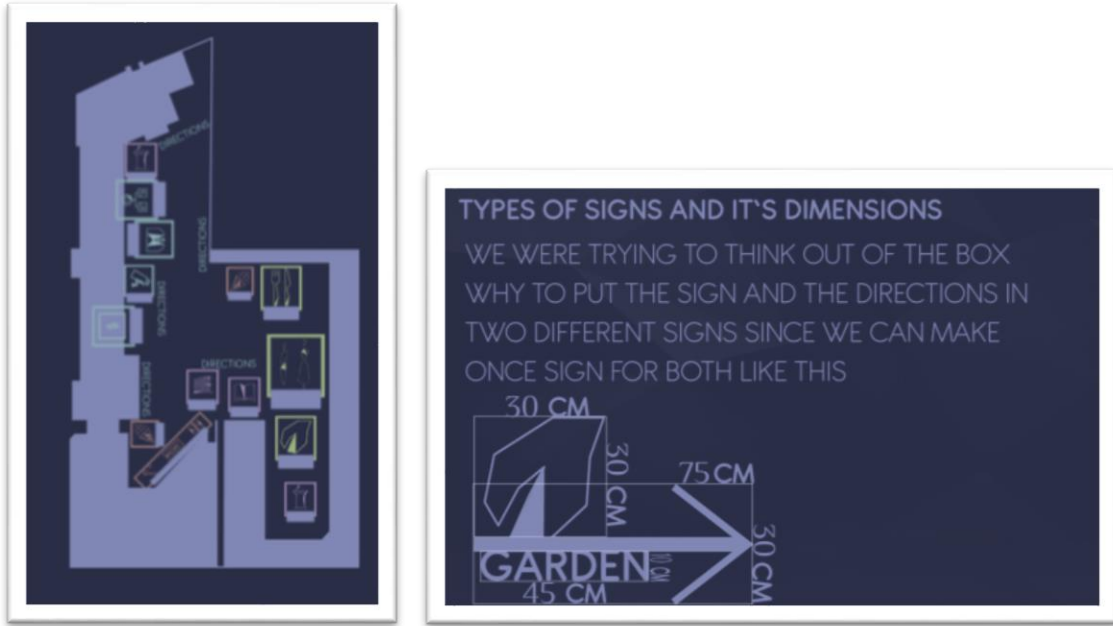 DIRECTIONS
DIRECTIONS
DIRECTIONS
DIRECTIONS
DIRECTIONS
TYPES OF SIGNS AND IT'S DIMENSIONS
WE WERE TRYING TO THINK OUT OF THE BOX
WHY TO PUT THE SIGN AND THE DIRECTIONS IN
TWO DIFFERENT SIGNS SINCE WE CAN MAKE
ONCE SIGN FOR BOTH LIKE THIS
30 CM
30 CM
75 CM
30 CM
GARDEN
10 CM
45 CM